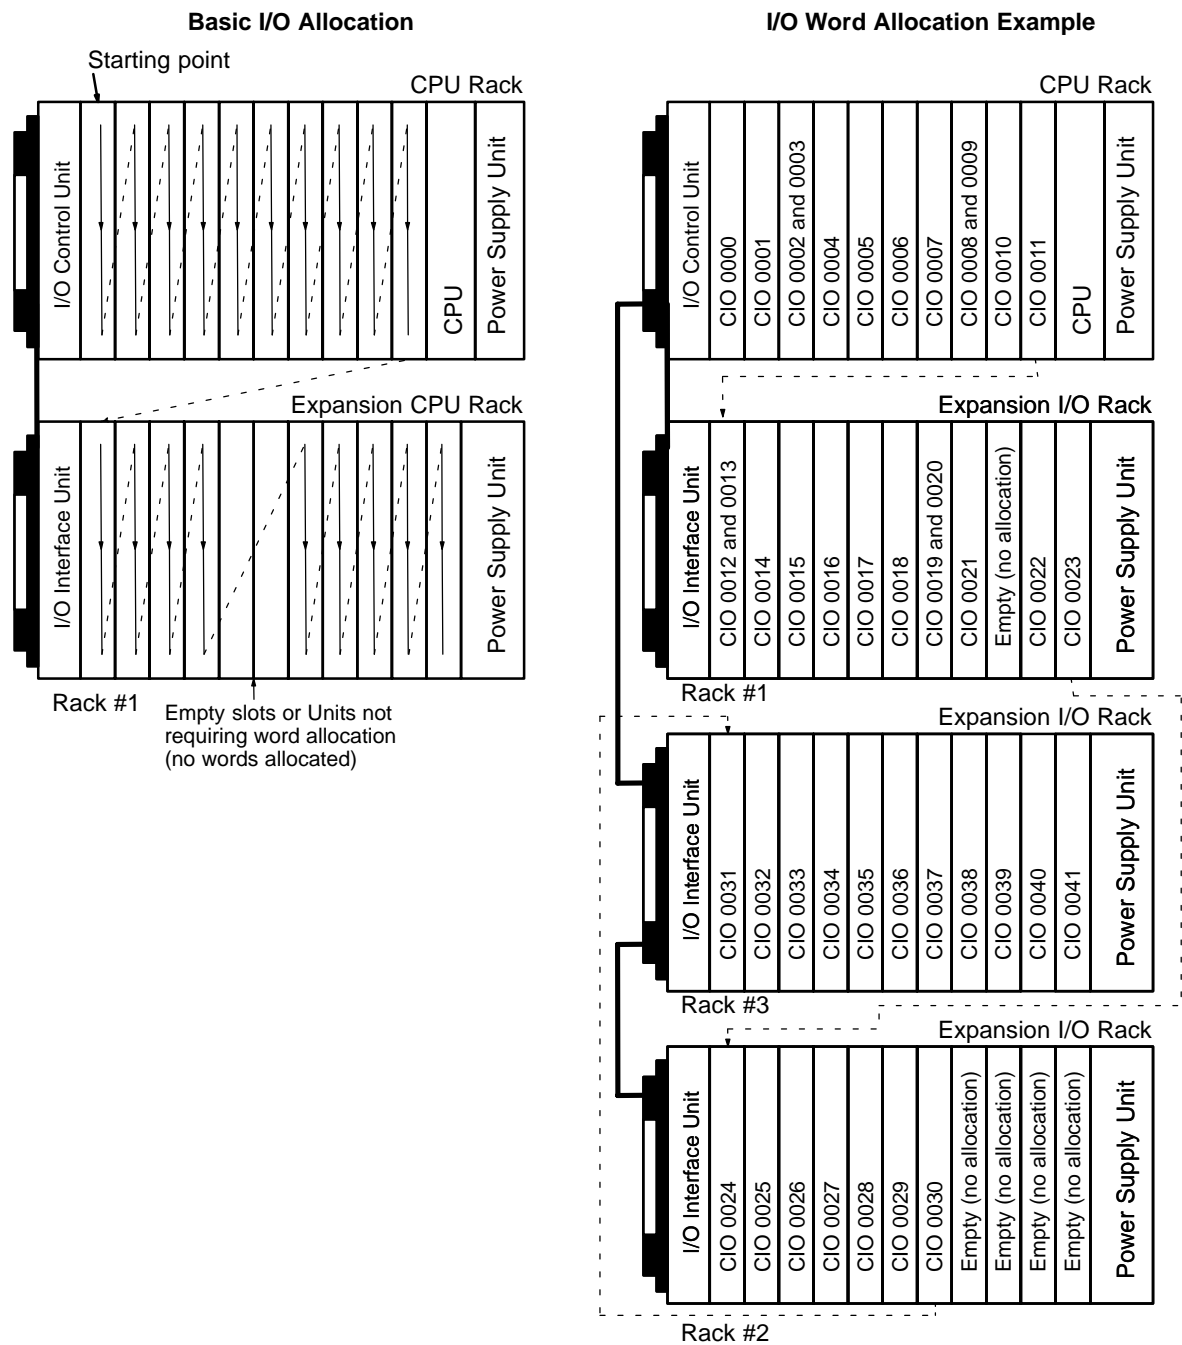 Basic I/O Allocation
Starting point
CPU Rack
I/O Control Unit
CPU
Power Supply Unit
Expansion CPU Rack
I/O Interface Unit
Power Supply Unit
Rack #1
Empty slots or Units not
requiring word allocation
(no words allocated)
I/O Word Allocation Example
CPU Rack
I/O Control Unit
CIO 0000
CIO 0001
CIO 0002 and 0003
CIO 0004
CIO 0005
CIO 0006
CIO 0007
CIO 0008 and 0009
CIO 0010
CIO 0011
CPU
Power Supply Unit
Expansion I/O Rack
I/O Interface Unit
CIO 0012 and 0013
CIO 0014
CIO 0015
CIO 0016
CIO 0017
CIO 0018
CIO 0019 and 0020
CIO 0021
Empty (no allocation)
CIO 0022
CIO 0023
Power Supply Unit
Rack #1
Expansion I/O Rack
I/O Interface Unit
CIO 0031
CIO 0032
CIO 0033
CIO 0034
CIO 0035
CIO 0036
CIO 0037
CIO 0038
CIO 0039
CIO 0040
CIO 0041
Power Supply Unit
Rack #3
Expansion I/O Rack
I/O Interface Unit
CIO 0024
CIO 0025
CIO 0026
CIO 0027
CIO 0028
CIO 0029
CIO 0030
Empty (no allocation)
Empty (no allocation)
Empty (no allocation)
Empty (no allocation)
Power Supply Unit
Rack #2